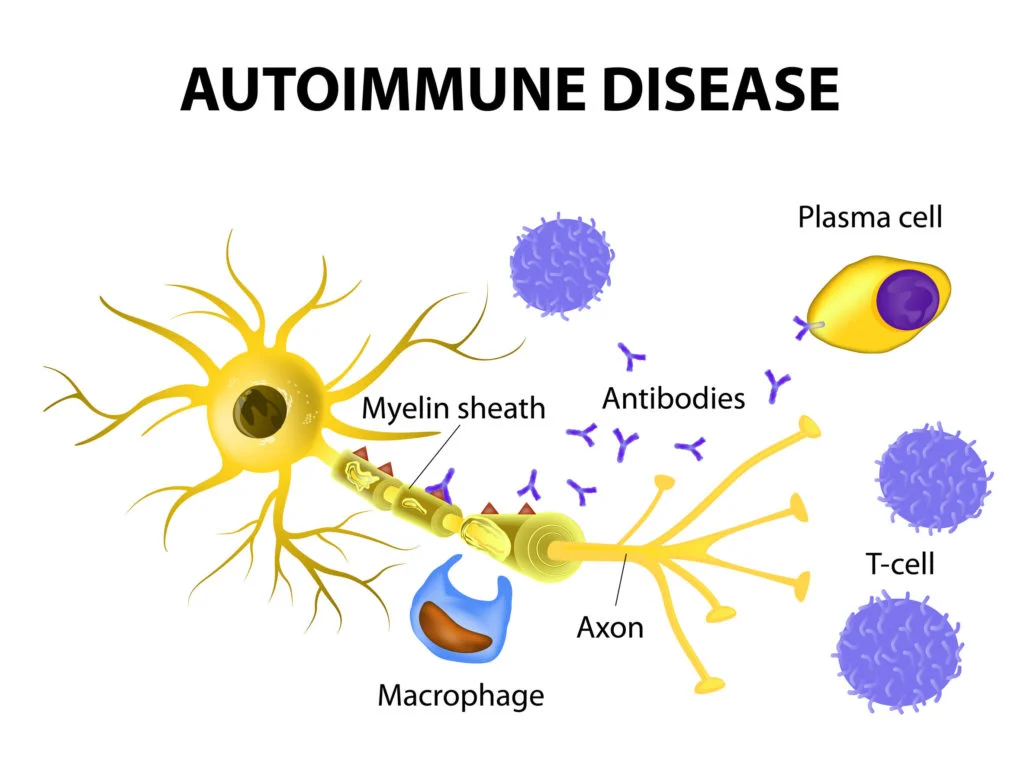 AUTOIMMUNE DISEASE
Plasma cell
Myelin sheath
Antibodies
T-cell
Axon
Macrophage